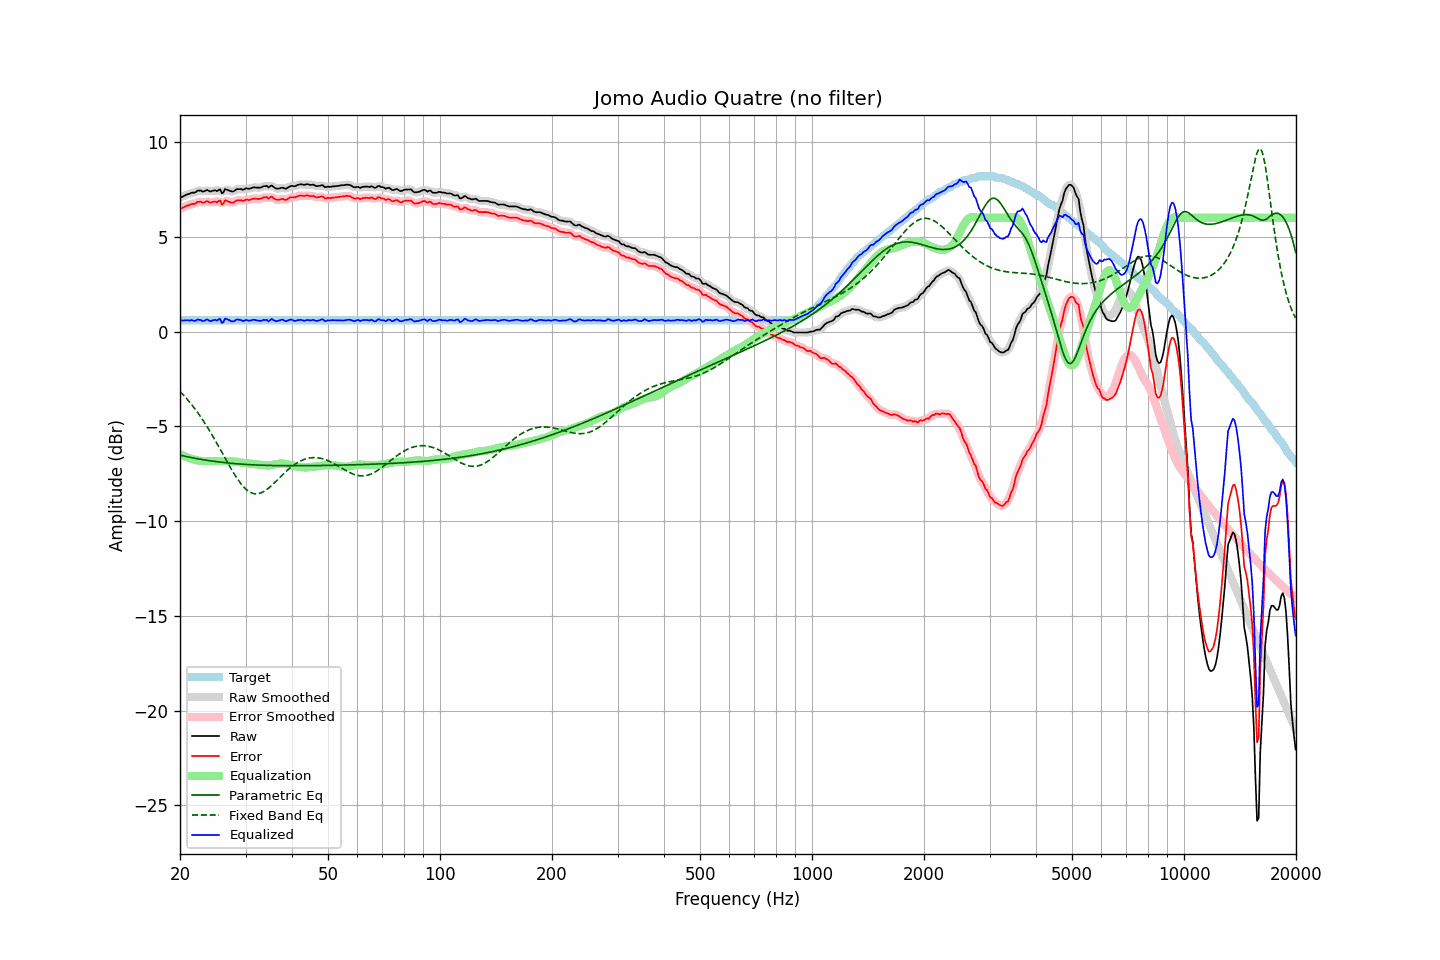 Jomo Audio Quatre (no filter)
Amplitude (dBr)
10
5
0
−5
−10
−15
−20
−25
Target
Raw Smoothed
Error Smoothed
Raw
Error
Equalization
Parametric Eq
Fixed Band Eq
Equalized
20 50 100 200 500 1000 2000 5000 10000 20000
Frequency (Hz)